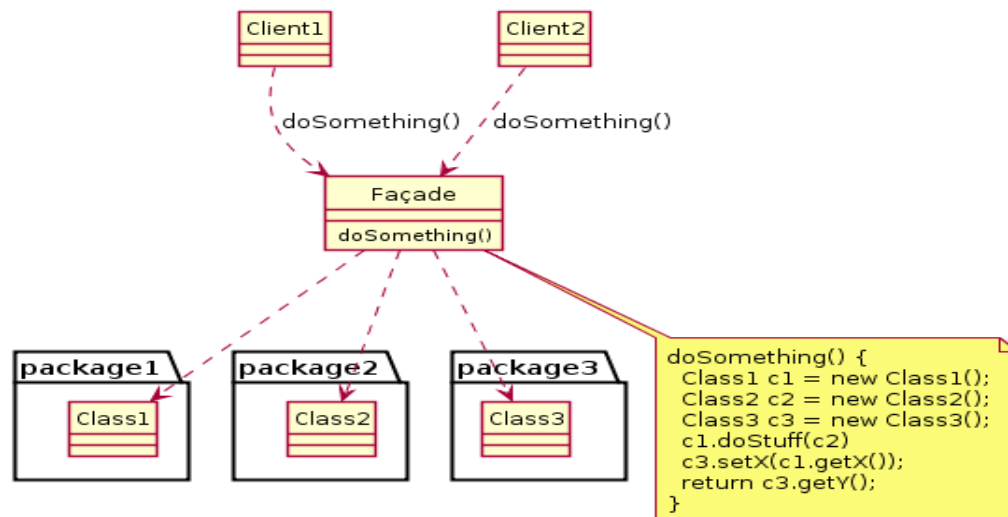 Client1
Client2
doSomething()
doSomething()
Façade
doSomething()
package1
package2
package3
Class1
Class2
Class3
doSomething() {
Class1 c1 = new Class1();
Class2 c2 = new Class2();
Class3 c3 = new Class3();
c1.doStuff(c2)
c3.setX(c1.getX());
return c3.getY();
}